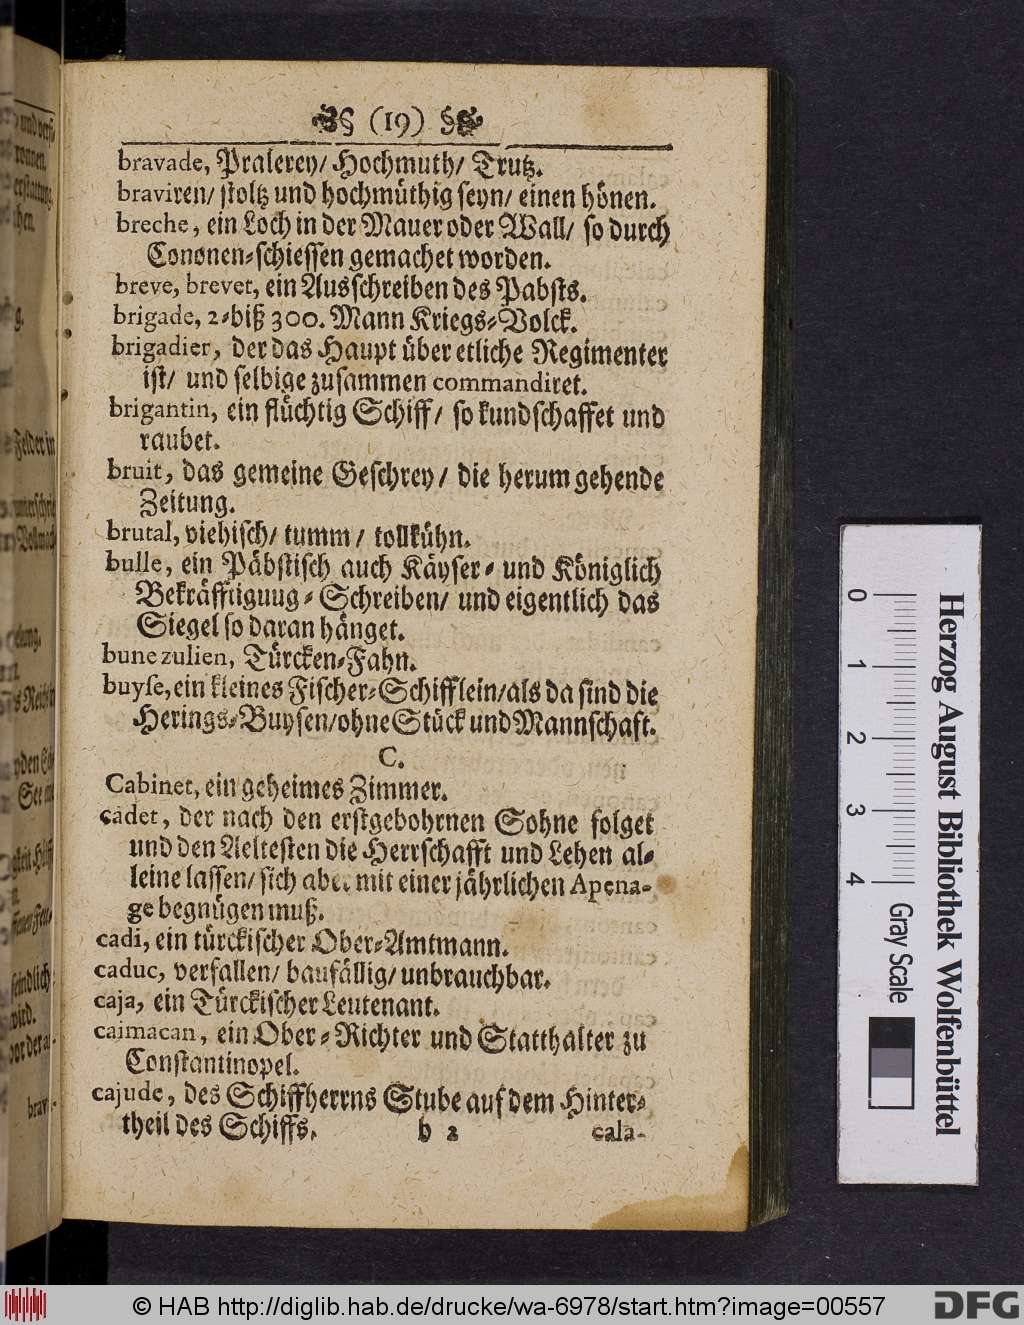 (19)
bravade, Pralerey/ Hochmuth/ Trutz.
braviren/ stoltz und hochmüthig seyn/ einen hönen.
breche, ein Loch in der Mauer oder Wall/ so durch
Cononen-schiessen gemachet worden.
breve, brevet, ein Ausschreiben des Pabsts.
brigade, 2-biß 300. Mann Kriegs-Volck.
brigadier, der das Haupt über etliche Regimenter
ist/ und selbige zusammen commandiret.
brigantin, ein flüchtig Schiff/ so kundschaffet und
raubet.
bruit, das gemeine Geschrey/ die herum gehende
Zeitung.
brutal, viehisch/ tumm/ tollkühn.
bulle, ein Päbstisch auch Käyser- und Königlich
Bekräfftiguug-Schreiben/ und eigentlich das
Siegel so daran hänget.
bunezulien, Türcken-Fahn.
buyse, ein kleines Fischer-Schifflein/ als da sind die
Herings-Buysen/ ohne Stück und Mannschaft.
C.
Cabinet, ein geheimes Zimmer.
cadet, der nach den erstgebohrnen Sohne folget
und den Aeltesten die Herrschafft und Lehen al-
leine lassen/ sich aber mit einer jährlichen Apena-
ge begnügen muß.
cadi, ein türckischer Ober-Amtmann.
caduc, verfallen/ baufällig/ unbrauchbar.
caja, ein Türckischer Leutenant.
caimacan, ein Ober-Richter und Statthalter zu
Constantinopel.
cajude, des Schiffherrns Stube auf dem Hinter-
theil des Schiffs.
b 2 cala-
brav-
0 1 2 3 4
Gray Scale
Herzog August Bibliothek Wolfenbüttel
© HAB http://diglib.hab.de/drucke/wa-6978/start.htm?image=00557
DFG